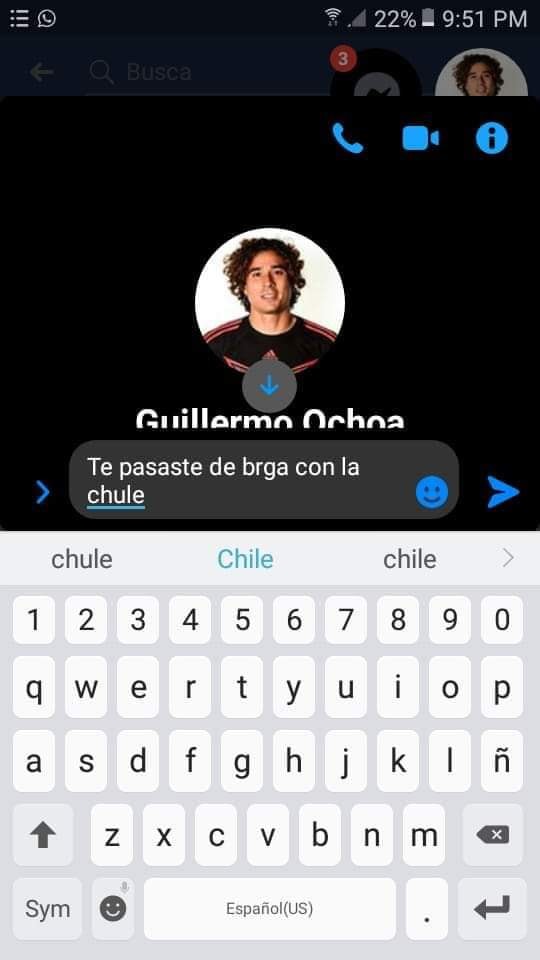 22% 9:51 PM
Busca
3
Guillermo Ochoa
Te pasaste de brga con la
chule
chule Chile chile
1 2 3 4 5 6 7 8 9 0
q w e r t y u i o p
a s d f g h j k l ñ
z x c v b n m
Sym Español(US) .